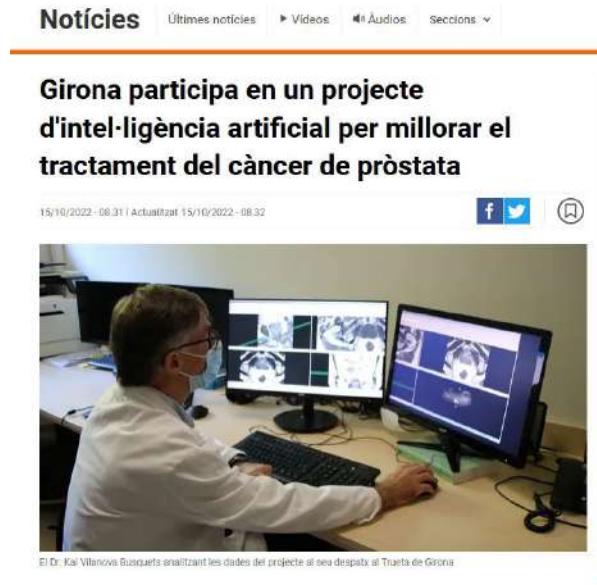 Notícies
Últimes notícies
Vídeos
Àudios
Seccions
Girona participa en un projecte
d'intel·ligència artificial per millorar el
tractament del càncer de pròstata
15/10/2022 - 08.31 | Actualitzat 15/10/2022 - 08.32
El Dr. Kai Vilanova Busquets analitzant les dades del projecte al seu despatx al Trueta de Girona